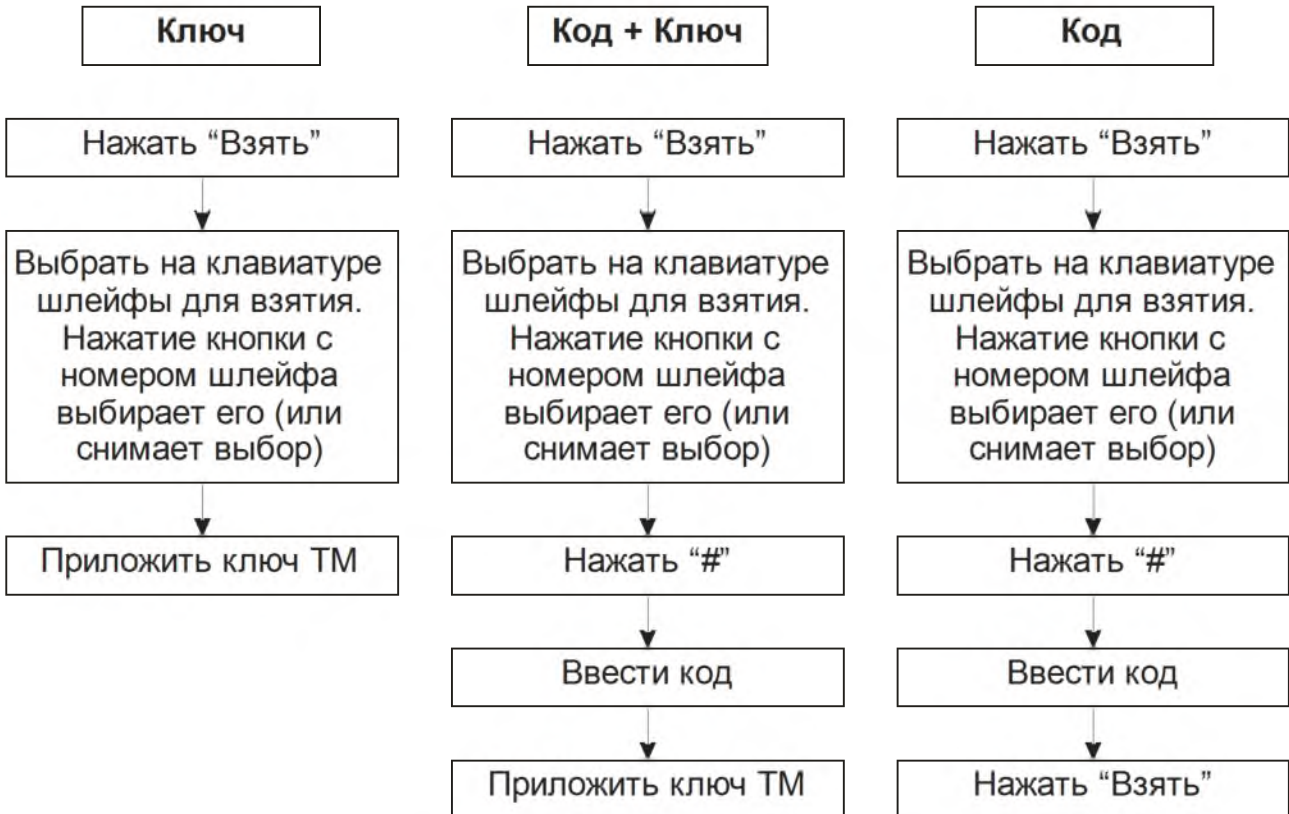 Ключ
Нажать “Взять”
Выбрать на клавиатуре
шлейфы для взятия.
Нажатие кнопки с
номером шлейфа
выбирает его (или
снимает выбор)
Приложить ключ ТМ
Код + Ключ
Нажать “Взять”
Выбрать на клавиатуре
шлейфы для взятия.
Нажатие кнопки с
номером шлейфа
выбирает его (или
снимает выбор)
Нажать “#”
Ввести код
Приложить ключ ТМ
Код
Нажать “Взять”
Выбрать на клавиатуре
шлейфы для взятия.
Нажатие кнопки с
номером шлейфа
выбирает его (или
снимает выбор)
Нажать “#”
Ввести код
Нажать “Взять”